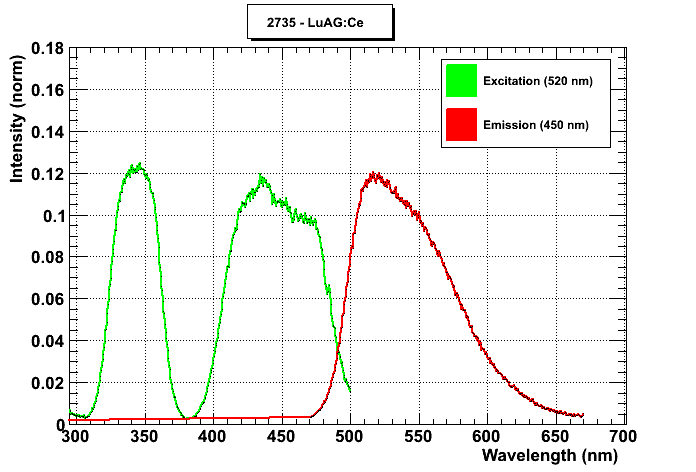 2735 - LuAG:Ce
Intensity (norm)
0.18
0.16
0.14
0.12
0.1
0.08
0.06
0.04
0.02
0
Excitation (520 nm)
Emission (450 nm)
300 350 400 450 500 550 600 650 700
Wavelength (nm)